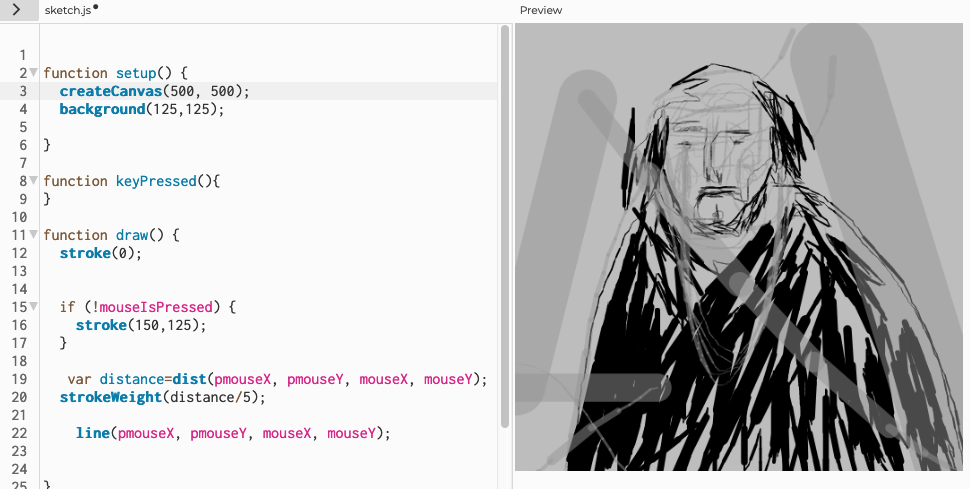 sketch.js
Preview
1
2 function setup() {
3 createCanvas(500, 500);
4 background(125,125);
5
6 }
7
8 function keyPressed(){
9 }
10
11 function draw() {
12 stroke(0);
13
14
15 if (!mouseIsPressed) {
16 stroke(150,125);
17 }
18
19 var distance=dist(pmouseX, pmouseY, mouseX, mouseY);
20 strokeWeight(distance/5);
21
22 line(pmouseX, pmouseY, mouseX, mouseY);
23
24
25 }